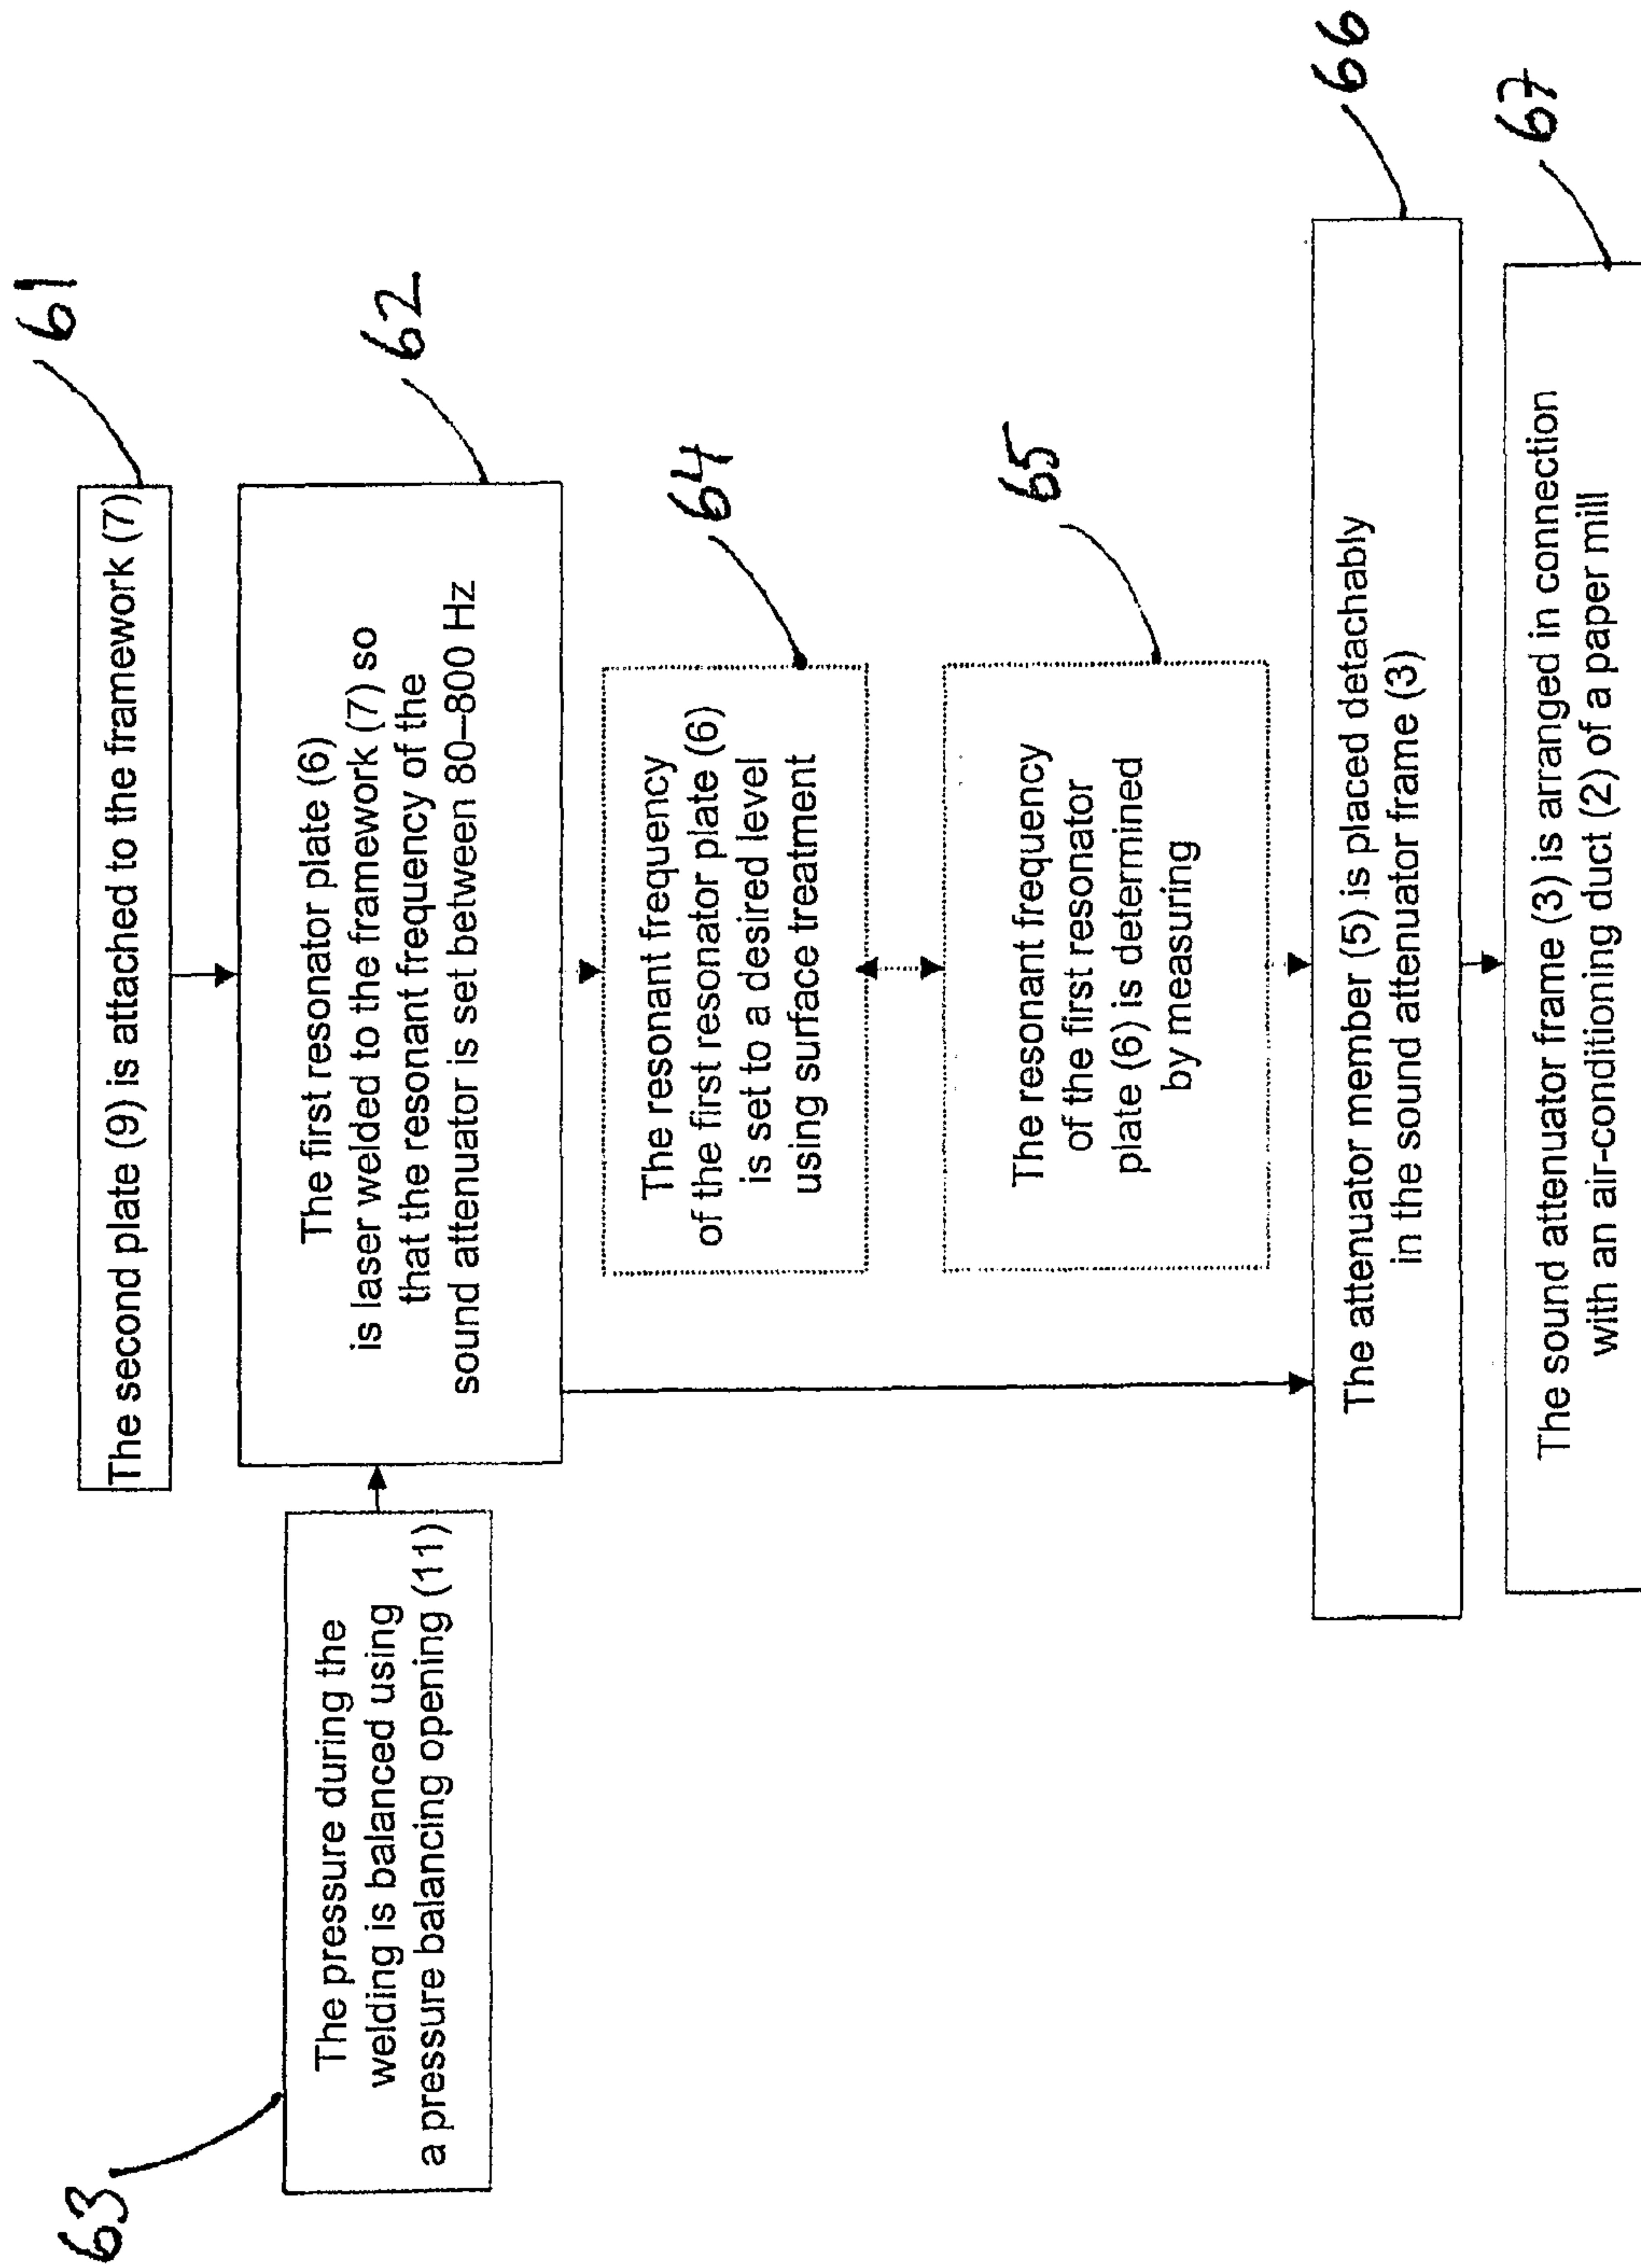 61
The second plate (9) is attached to the framework (7)
62
The first resonator plate (6)
is laser welded to the framework (7) so
that the resonant frequency of the
sound attenuator is set between 80–800 Hz
63
The pressure during the
welding is balanced using
a pressure balancing opening (11)
64
The resonant frequency
of the first resonator plate (6)
is set to a desired level
using surface treatment
65
The resonant frequency
of the first resonator
plate (6) is determined
by measuring
66
The attenuator member (5) is placed detachably
in the sound attenuator frame (3)
67
The sound attenuator frame (3) is arranged in connection
with an air-conditioning duct (2) of a paper mill